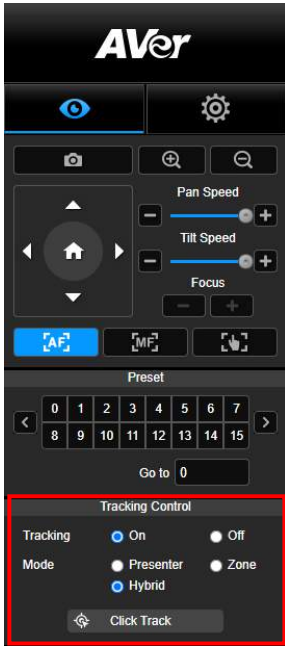 AVer
Pan Speed
Tilt Speed
Focus
AF
MF
Preset
0 1 2 3 4 5 6 7
8 9 10 11 12 13 14 15
Go to 0
Tracking Control
Tracking On Off
Mode Presenter Zone
Hybrid
Click Track